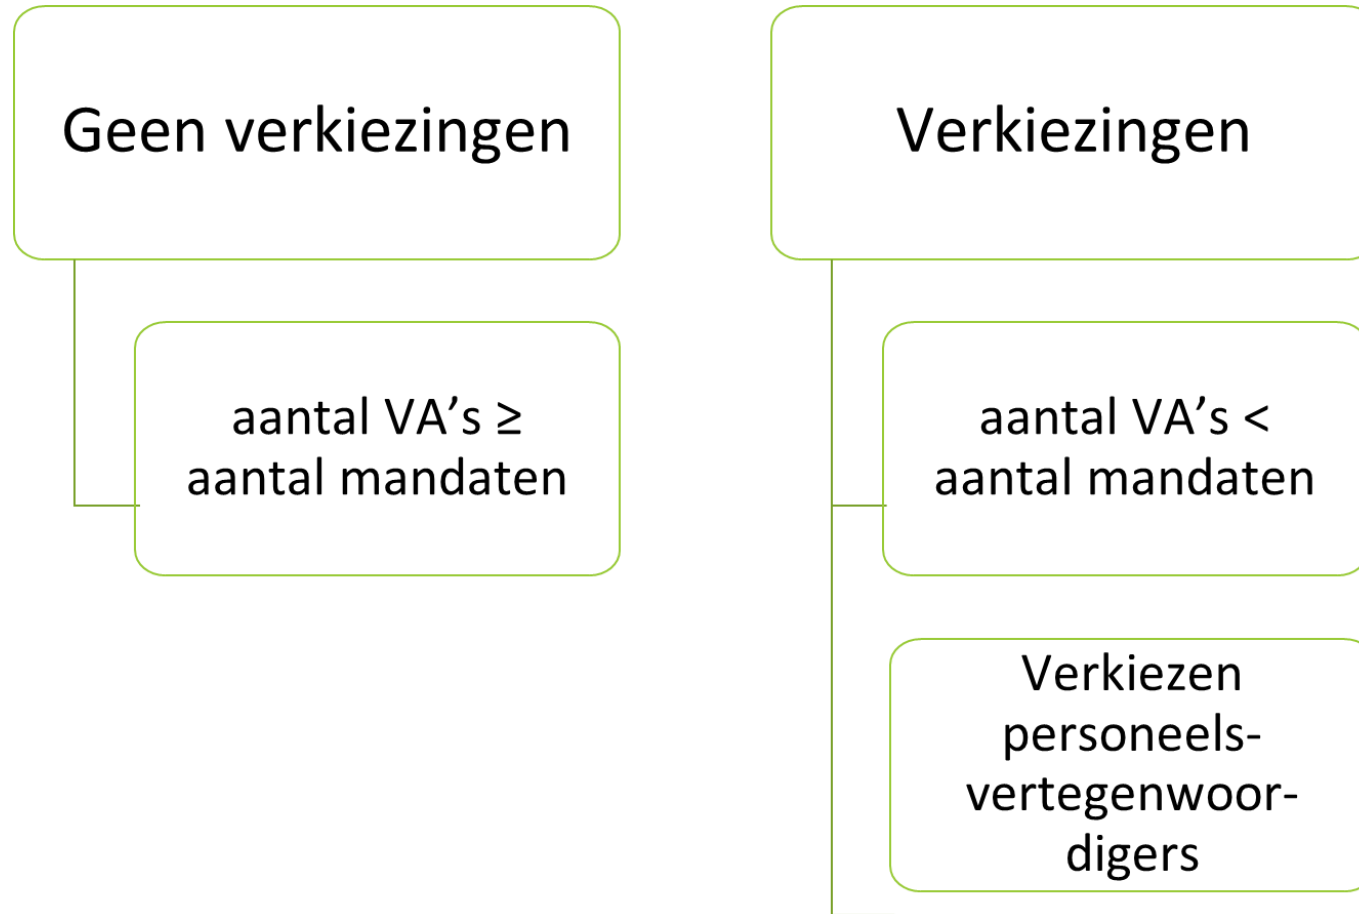 Geen verkiezingen
aantal VA’s ≥
aantal mandaten
Verkiezingen
aantal VA’s <
aantal mandaten
Verkiezen
personeels-
vertegenwoor-
digers